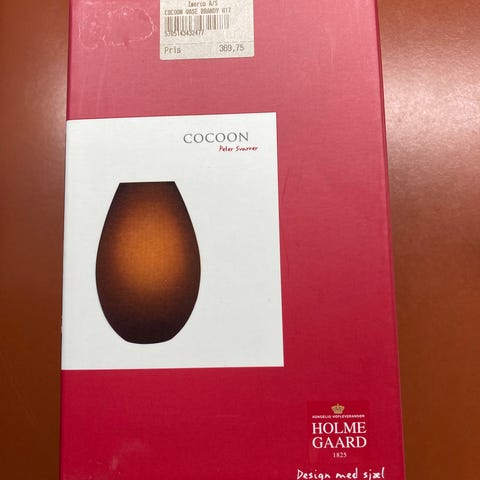 Imerco A/S
COCOON VASE BRANDY H17
5705143432477
Pris 369,75
COCOON
Peter Svarrer
KONGELIG HOFLEVERANDØR
HOLME
GAARD
1825
Design med sjæl